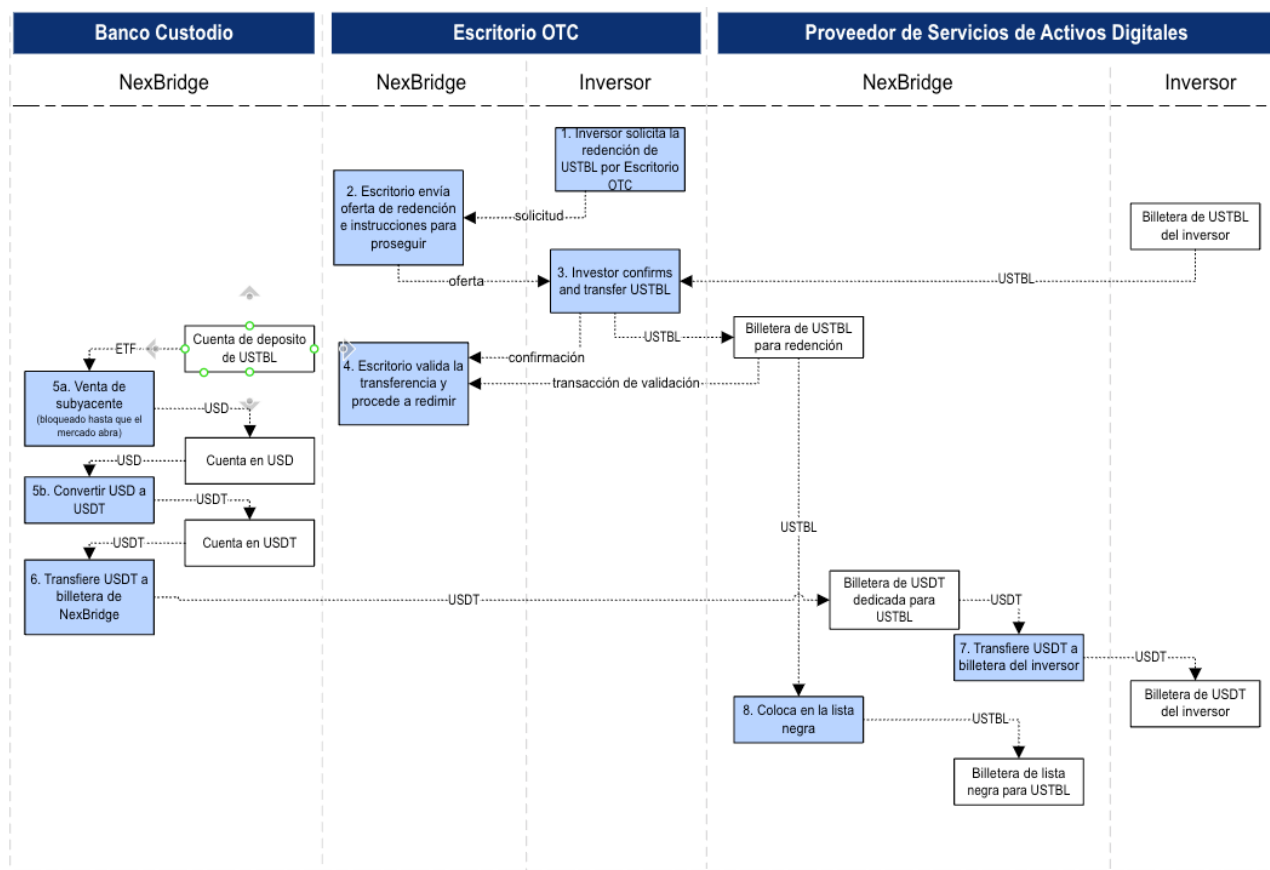 Banco Custodio
Escritorio OTC
Proveedor de Servicios de Activos Digitales
NexBridge
NexBridge
Inversor
NexBridge
Inversor
1. Inversor solicita la
redención de
USTBL por Escritorio
OTC
2. Escritorio envía
oferta de redención
e instrucciones para
proseguir
solicitud
Billetera de USTBL
del inversor
oferta
3. Investor confirms
and transfer USTBL
USTBL
Cuenta de deposito
de USTBL
ETF
USTBL
Billetera de USTBL
para redención
confirmación
4. Escritorio valida la
transferencia y
procede a redimir
transacción de validación
5a. Venta de
subyacente
(bloqueado hasta que el
mercado abra)
USD
Cuenta en USD
USD
5b. Convertir USD a
USDT
USDT
Cuenta en USDT
USDT
USTBL
6. Transfiere USDT a
billetera de
NexBridge
USDT
Billetera de USDT
dedicada para
USTBL
USDT
7. Transfiere USDT a
billetera del inversor
USDT
Billetera de USDT
del inversor
8. Coloca en la lista
negra
USTBL
Billetera de lista
negra para USTBL